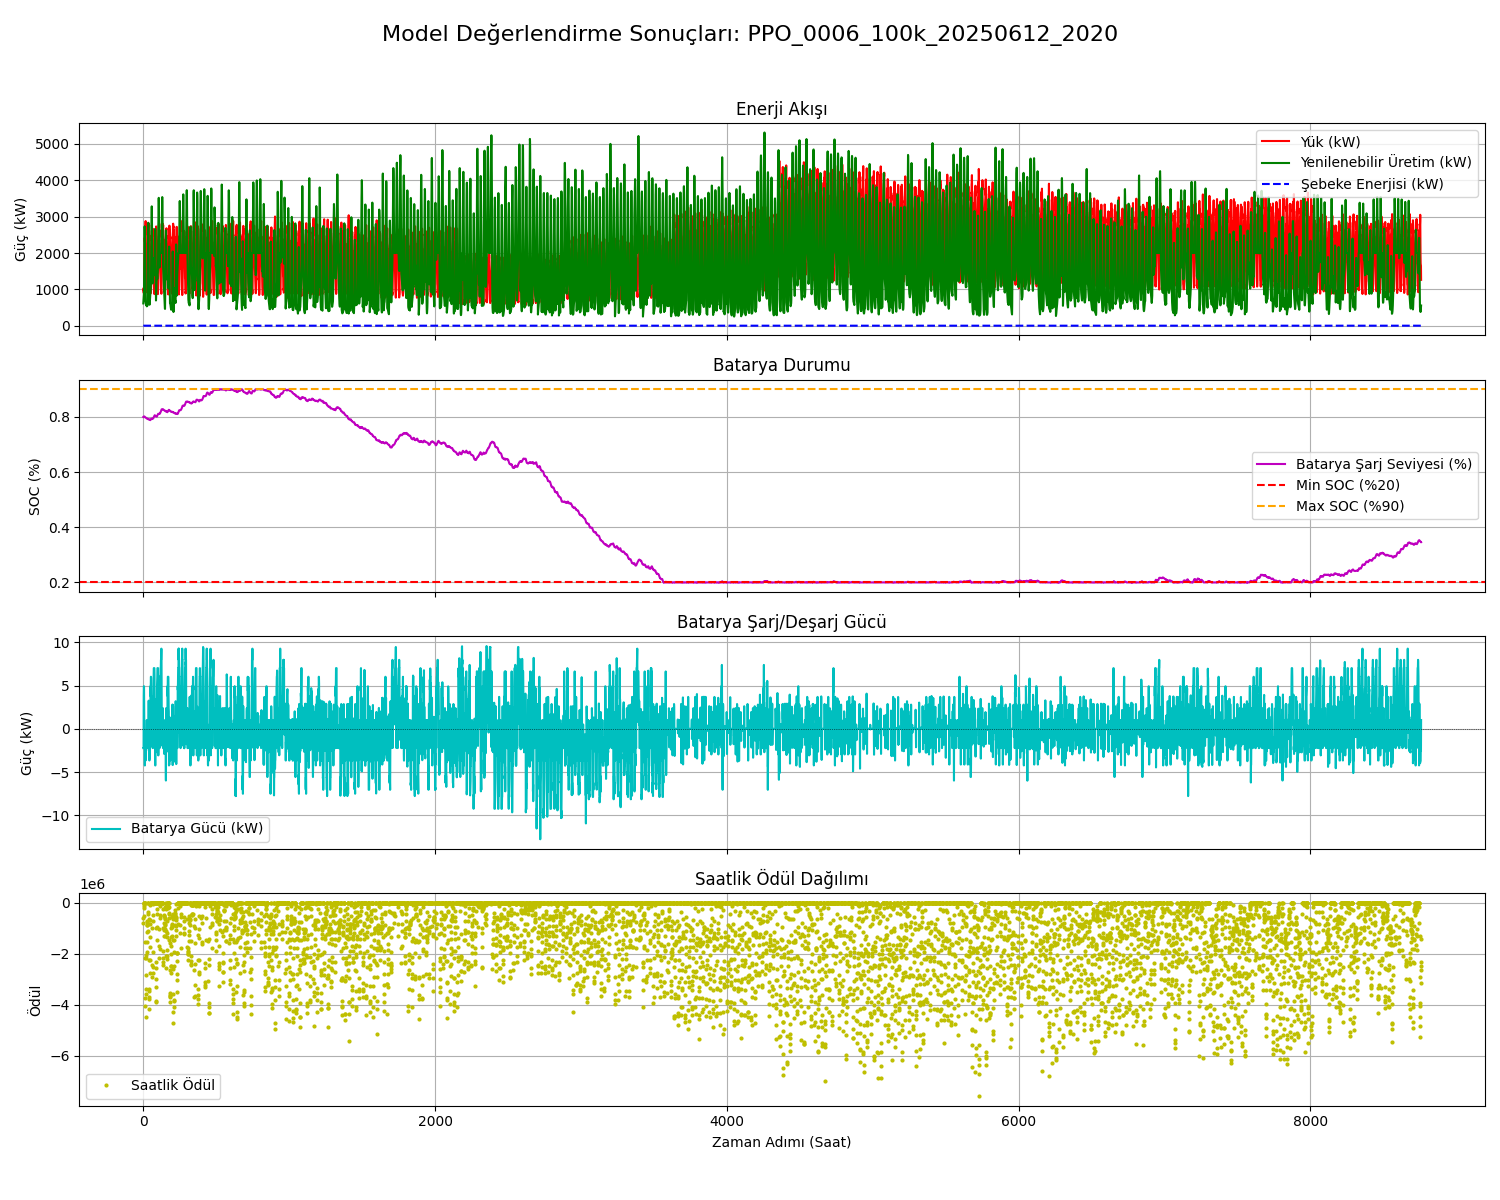 Model Değerlendirme Sonuçları: PPO_0006_100k_20250612_2020
Enerji Akışı
Güç (kW)
5000
4000
3000
2000
1000
0
Yük (kW)
Yenilenebilir Üretim (kW)
Şebeke Enerjisi (kW)
Batarya Durumu
SOC (%)
0.8
0.6
0.4
0.2
Batarya Şarj Seviyesi (%)
Min SOC (%20)
Max SOC (%90)
Batarya Şarj/Deşarj Gücü
Güç (kW)
10
5
0
−5
−10
Batarya Gücü (kW)
Saatlik Ödül Dağılımı
1e6
Ödül
0
−2
−4
−6
Saatlik Ödül
0 2000 4000 6000 8000
Zaman Adımı (Saat)